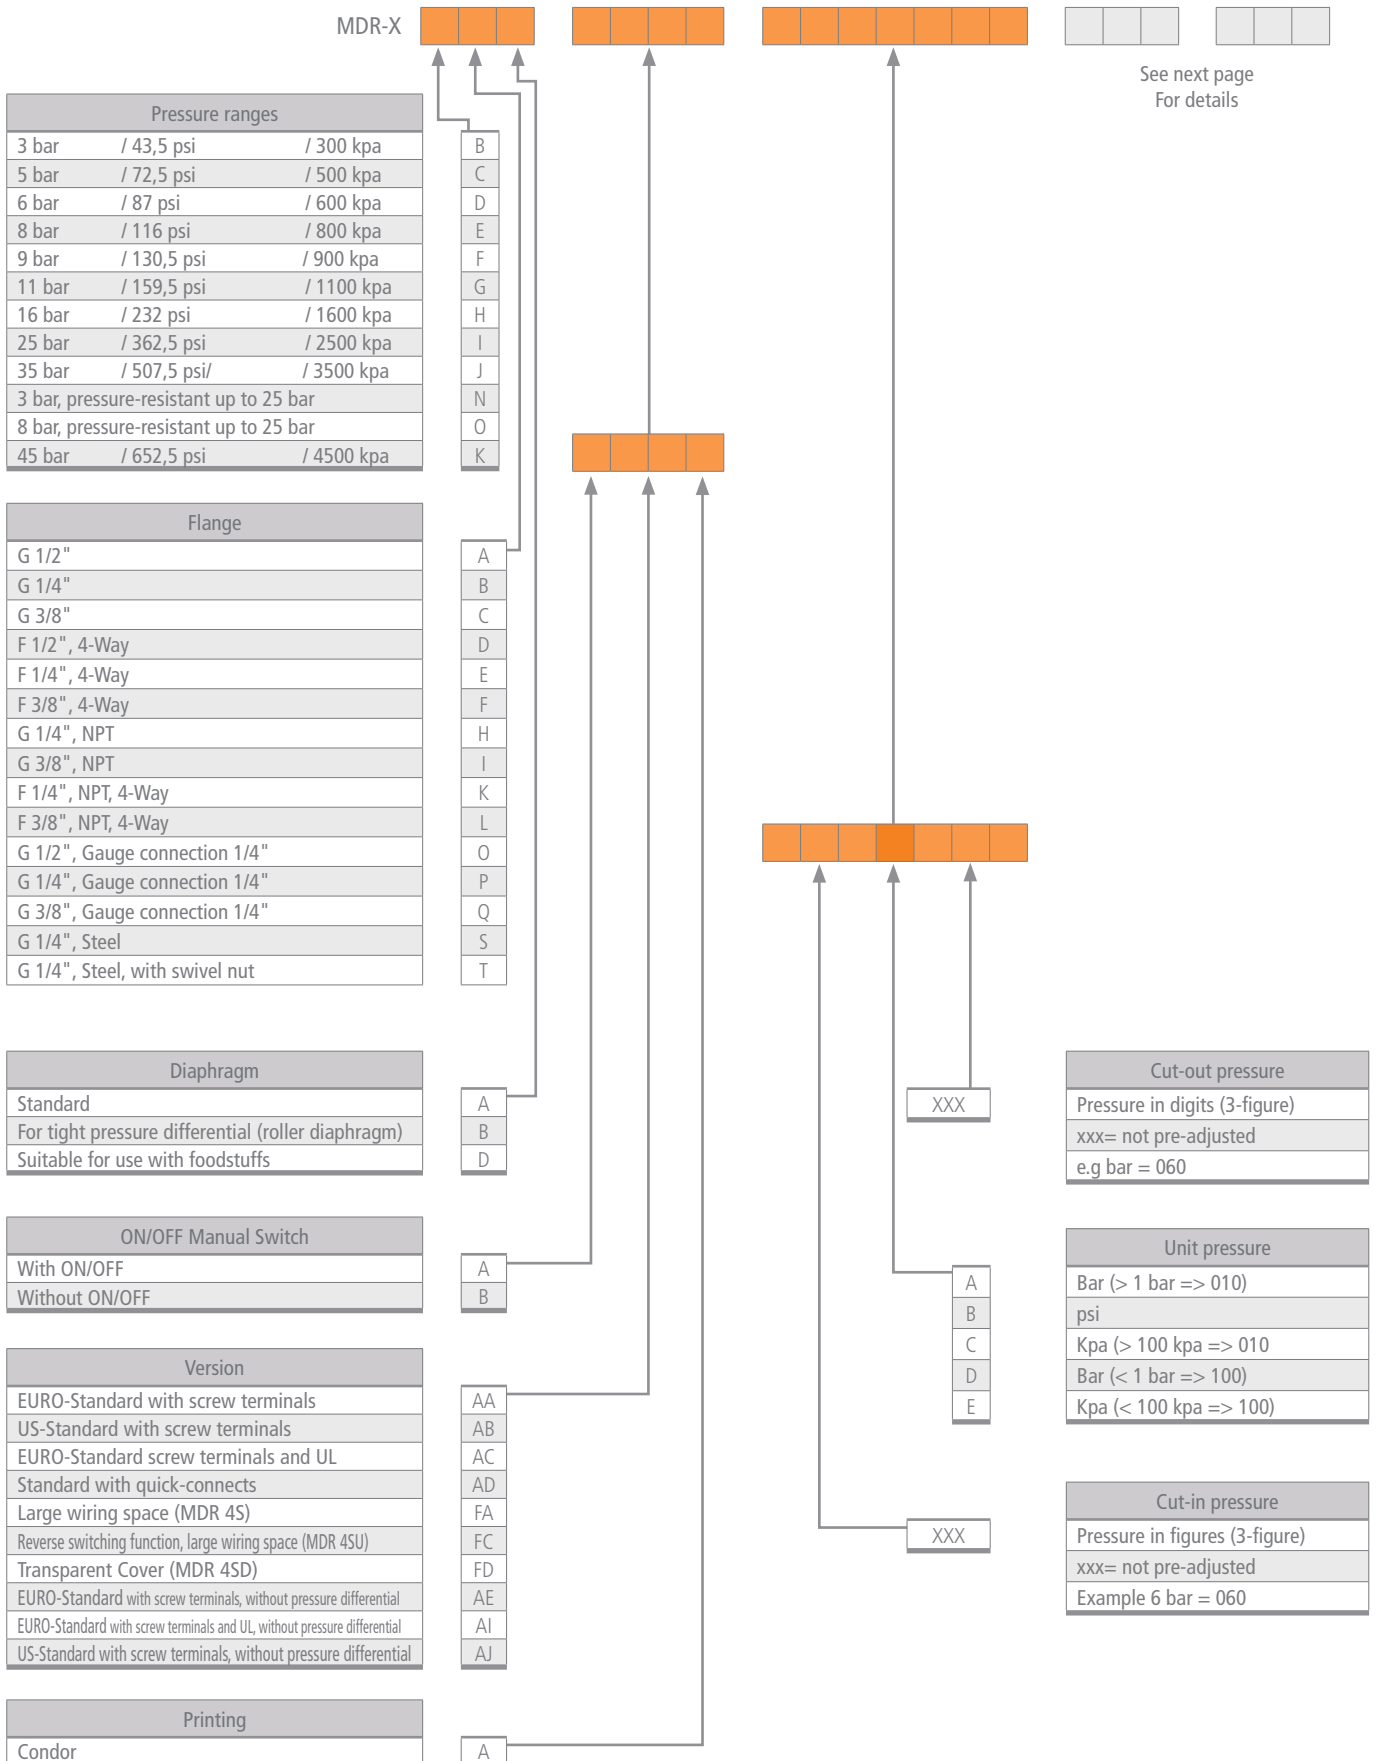 MDR-X
See next page
For details
Pressure ranges
3 bar / 43,5 psi / 300 kpa B
5 bar / 72,5 psi / 500 kpa C
6 bar / 87 psi / 600 kpa D
8 bar / 116 psi / 800 kpa E
9 bar / 130,5 psi / 900 kpa F
11 bar / 159,5 psi / 1100 kpa G
16 bar / 232 psi / 1600 kpa H
25 bar / 362,5 psi / 2500 kpa I
35 bar / 507,5 psi/ / 3500 kpa J
3 bar, pressure-resistant up to 25 bar N
8 bar, pressure-resistant up to 25 bar O
45 bar / 652,5 psi / 4500 kpa K
Flange
G 1/2" A
G 1/4" B
G 3/8" C
F 1/2", 4-Way D
F 1/4", 4-Way E
F 3/8", 4-Way F
G 1/4", NPT H
G 3/8", NPT I
F 1/4", NPT, 4-Way K
F 3/8", NPT, 4-Way L
G 1/2", Gauge connection 1/4" O
G 1/4", Gauge connection 1/4" P
G 3/8", Gauge connection 1/4" Q
G 1/4", Steel S
G 1/4", Steel, with swivel nut T
Diaphragm
Standard A
For tight pressure differential (roller diaphragm) B
Suitable for use with foodstuffs D
ON/OFF Manual Switch
With ON/OFF A
Without ON/OFF B
Version
EURO-Standard with screw terminals AA
US-Standard with screw terminals AB
EURO-Standard screw terminals and UL AC
Standard with quick-connects AD
Large wiring space (MDR 4S) FA
Reverse switching function, large wiring space (MDR 4SU) FC
Transparent Cover (MDR 4SD) FD
EURO-Standard with screw terminals, without pressure differential AE
EURO-Standard with screw terminals and UL, without pressure differential AI
US-Standard with screw terminals, without pressure differential AJ
Printing
Condor A
Cut-out pressure
XXX Pressure in digits (3-figure)
xxx= not pre-adjusted
e.g bar = 060
Unit pressure
A Bar (> 1 bar => 010)
B psi
C Kpa (> 100 kpa => 010
D Bar (< 1 bar => 100)
E Kpa (< 100 kpa => 100)
Cut-in pressure
XXX Pressure in figures (3-figure)
xxx= not pre-adjusted
Example 6 bar = 060